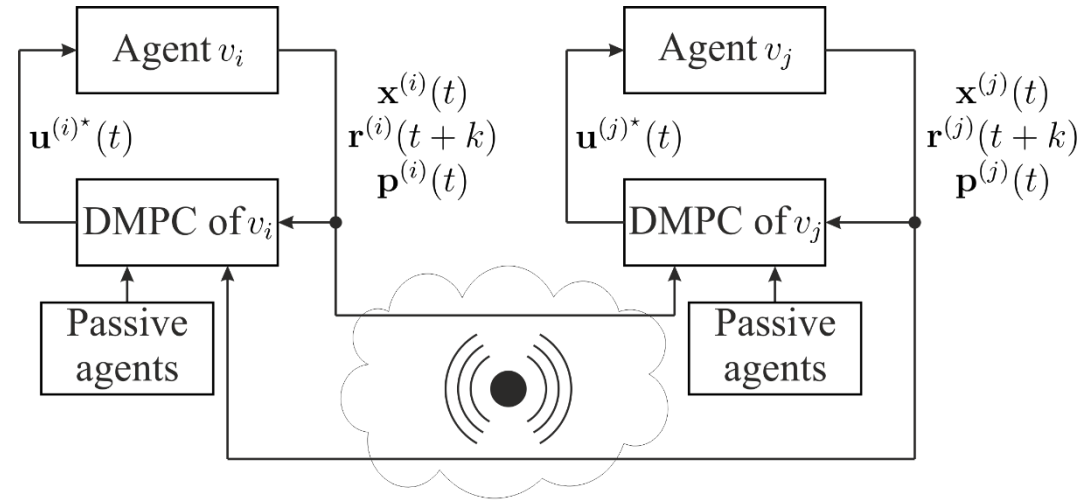 Agent v_i
Agent v_j
u^{(i)⋆}(t)
x^{(i)}(t)
r^{(i)}(t + k)
p^{(i)}(t)
u^{(j)⋆}(t)
x^{(j)}(t)
r^{(j)}(t + k)
p^{(j)}(t)
DMPC of v_i
DMPC of v_j
Passive
agents
Passive
agents